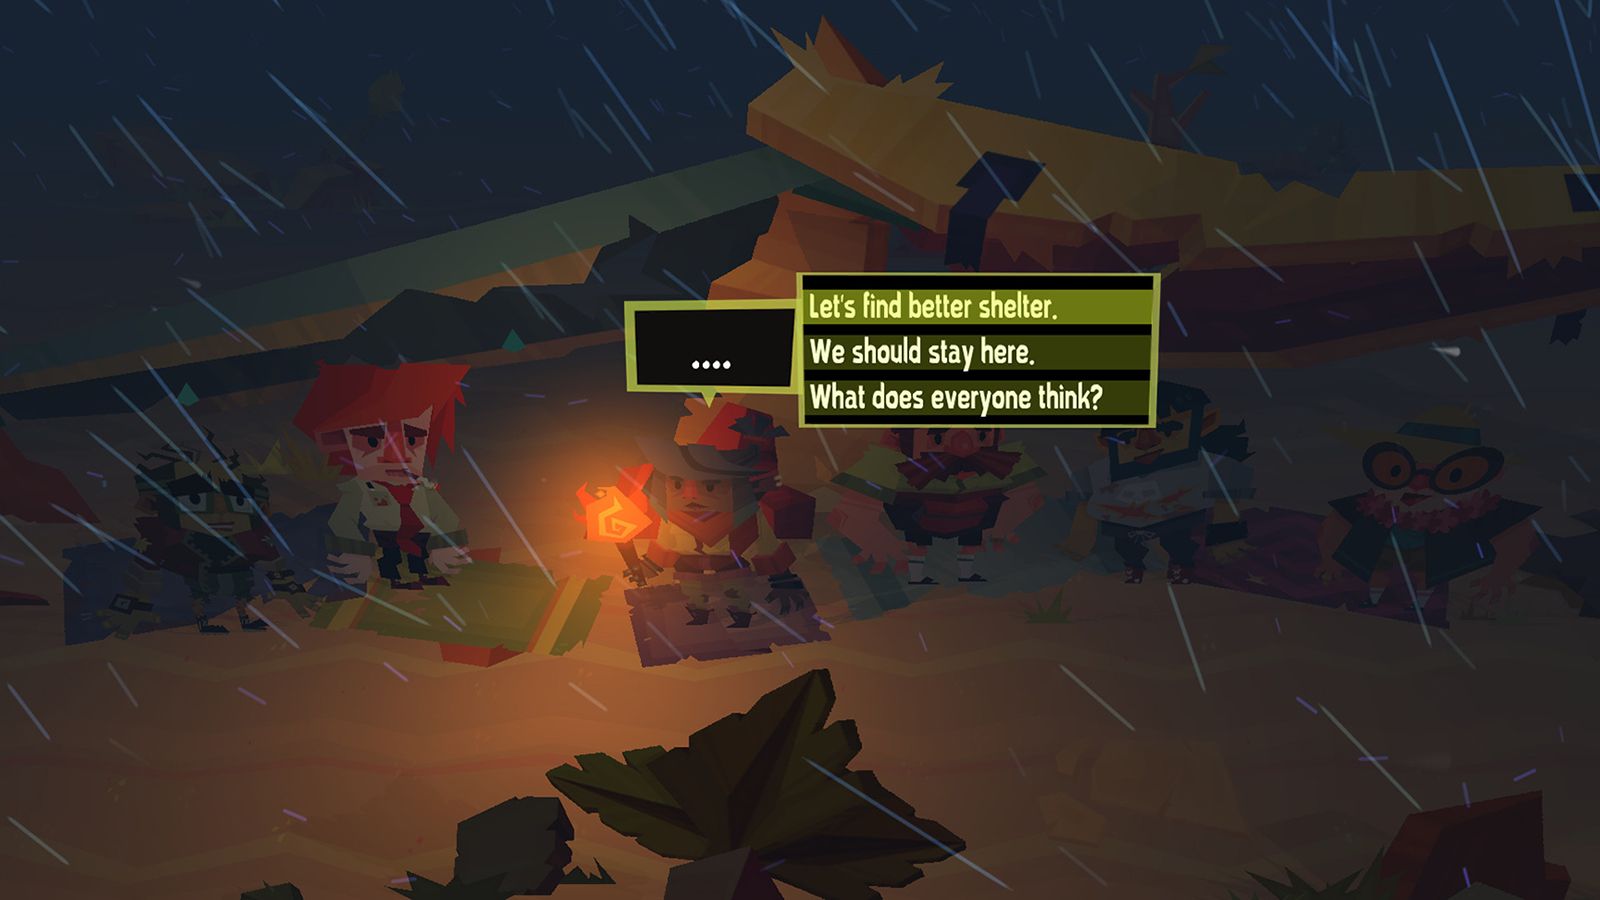 ....
Let's find better shelter.
We should stay here.
What does everyone think?